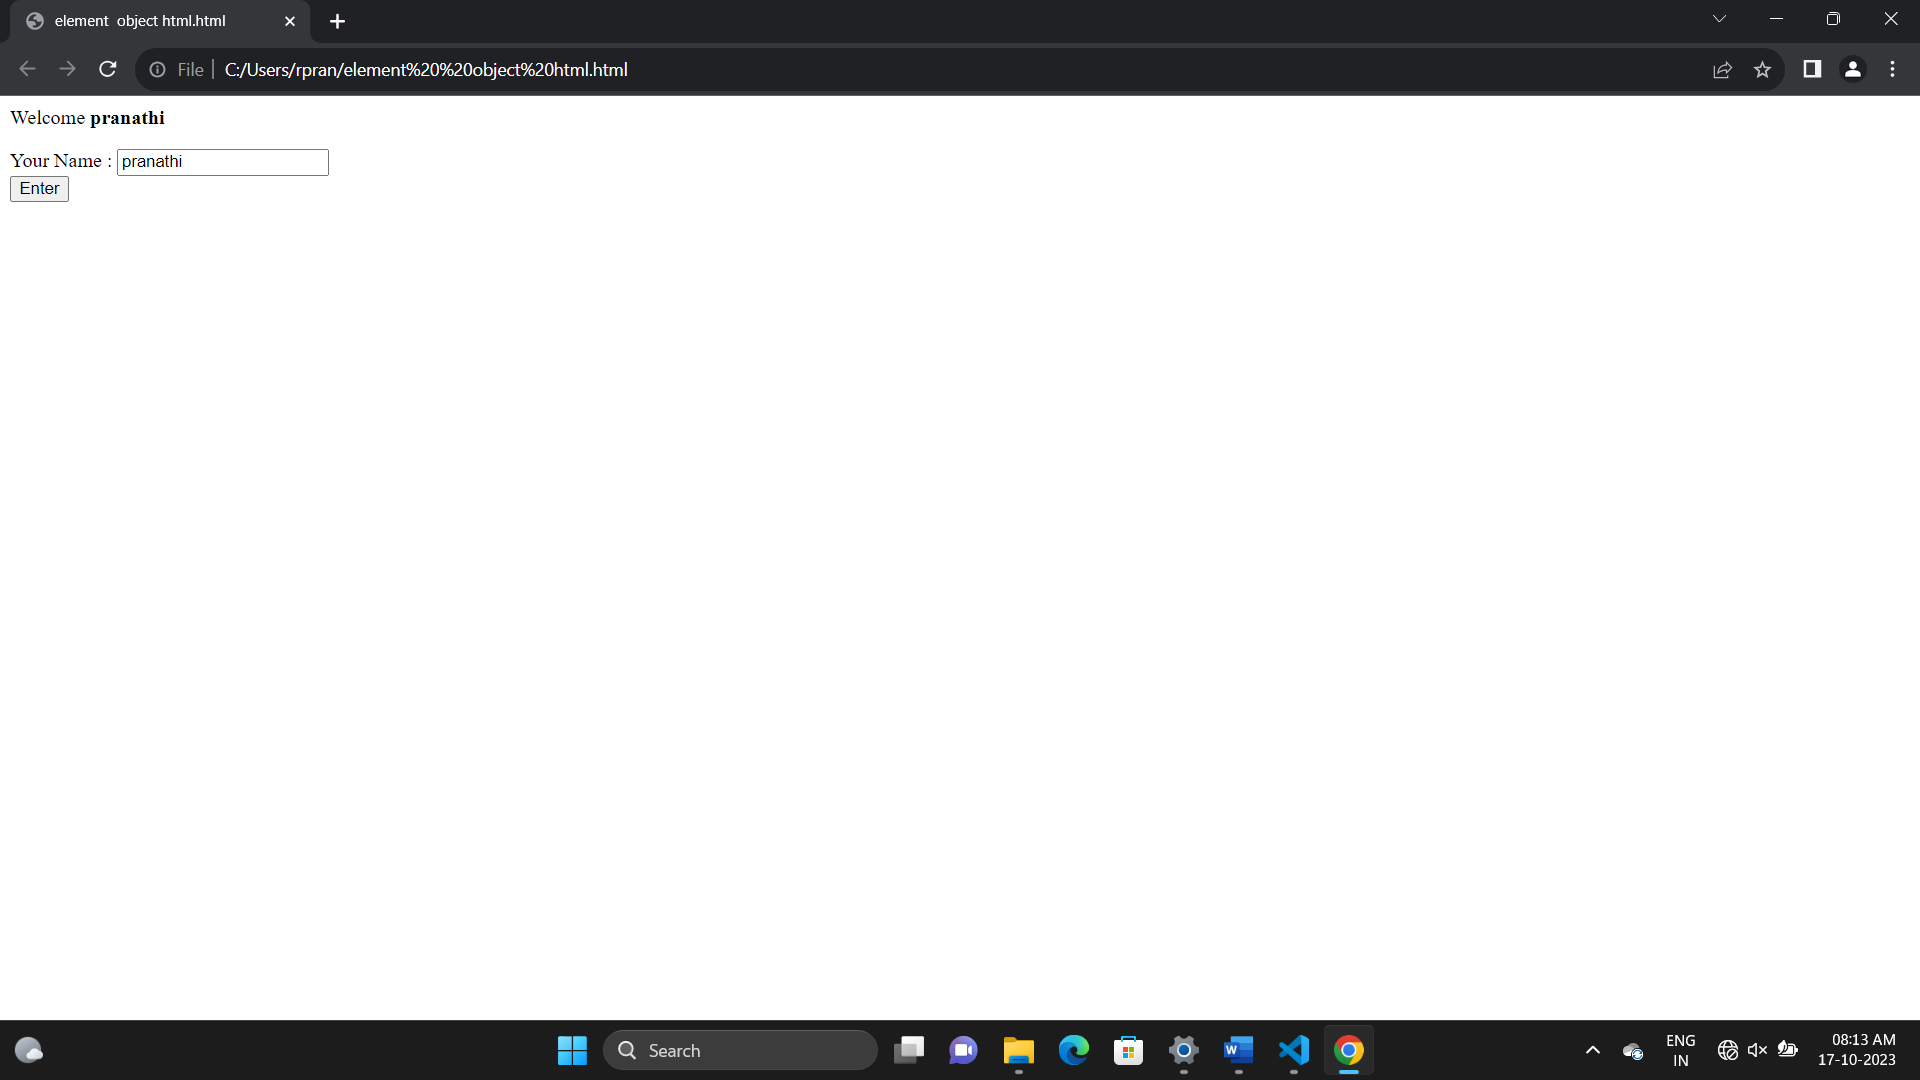 element  object html.html
File
C:/Users/rpran/element%20%20object%20html.html
Welcome pranathi
Your Name : pranathi
Enter
Search
W
ENG
IN
08:13 AM
17-10-2023